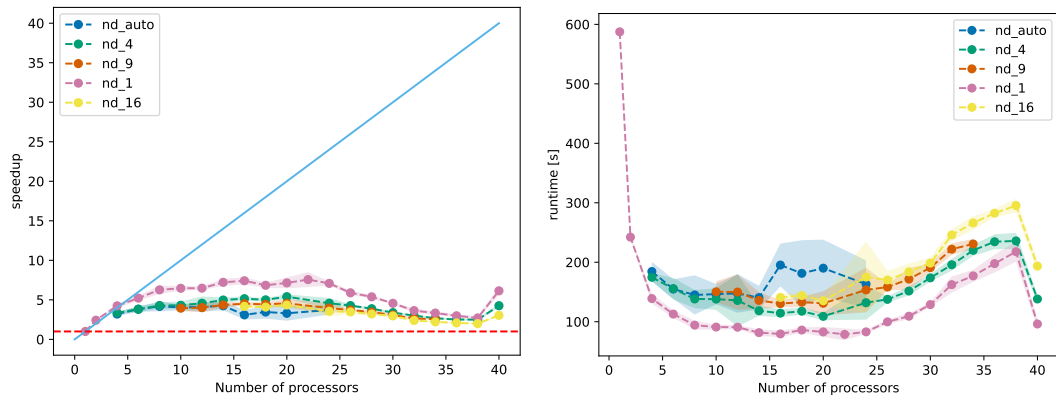 40
35
30
25
20
15
10
5
0
speedup
nd_auto
nd_4
nd_9
nd_1
nd_16
0 5 10 15 20 25 30 35 40
Number of processors
600
500
400
300
200
100
runtime [s]
nd_auto
nd_4
nd_9
nd_1
nd_16
0 5 10 15 20 25 30 35 40
Number of processors